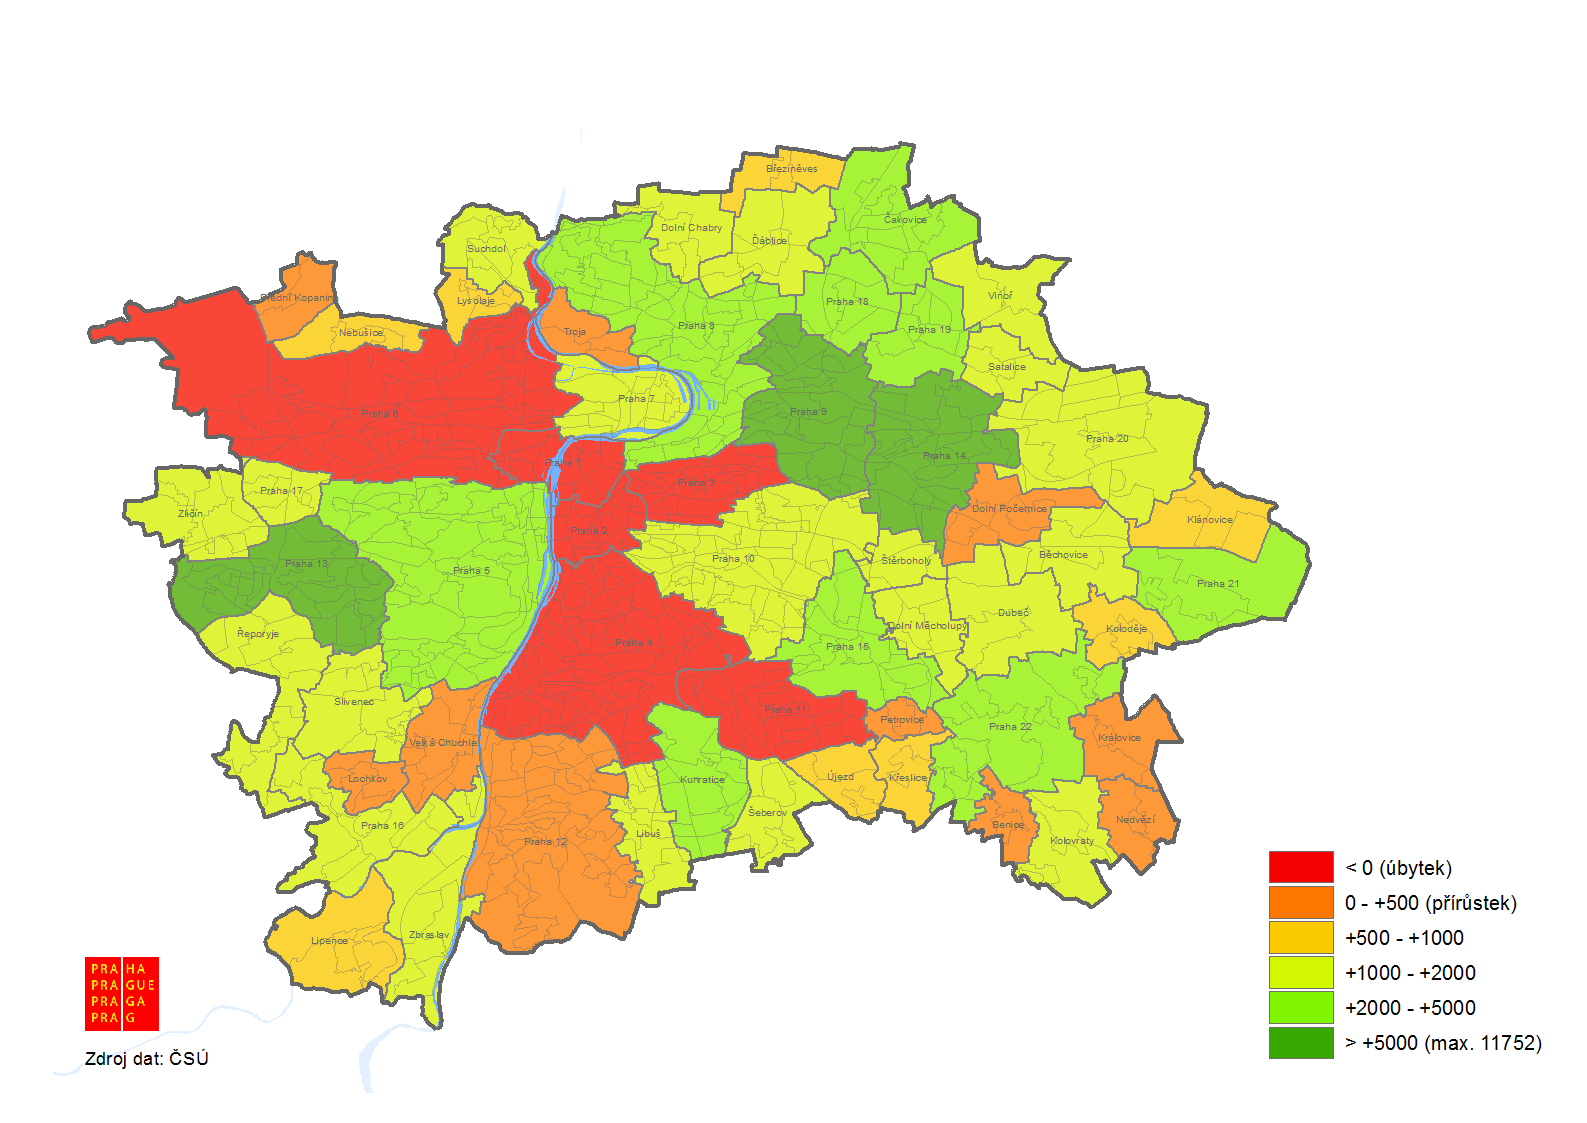 Březiněves
Čakovice
Dolní Chabry
Ďáblice
Suchdol
Přední Kopanina
Lysolaje
Nebušice
Troja
Praha 8
Praha 18
Praha 19
Vinoř
Satalice
Praha 6
Praha 7
Praha 9
Praha 14
Praha 20
Praha 1
Praha 3
Praha 17
Zličín
Praha 2
Dolní Počernice
Klánovice
Praha 13
Praha 5
Praha 10
Štěrboholy
Běchovice
Praha 21
Řeporyje
Praha 4
Praha 15
Dolní Měcholupy
Dubeč
Koloděje
Slivenec
Praha 11
Petrovice
Praha 22
Královice
Velká Chuchle
Lochkov
Kunratice
Újezd
Křeslice
Praha 16
Praha 12
Libuš
Šeberov
Benice
Kolovraty
Nedvězí
Lipence
Zbraslav
< 0 (úbytek)
0 - +500 (přírůstek)
+500 - +1000
+1000 - +2000
+2000 - +5000
> +5000 (max. 11752)
PRA HA
PRA GUE
PRA GA
PRA G
Zdroj dat: ČSÚ